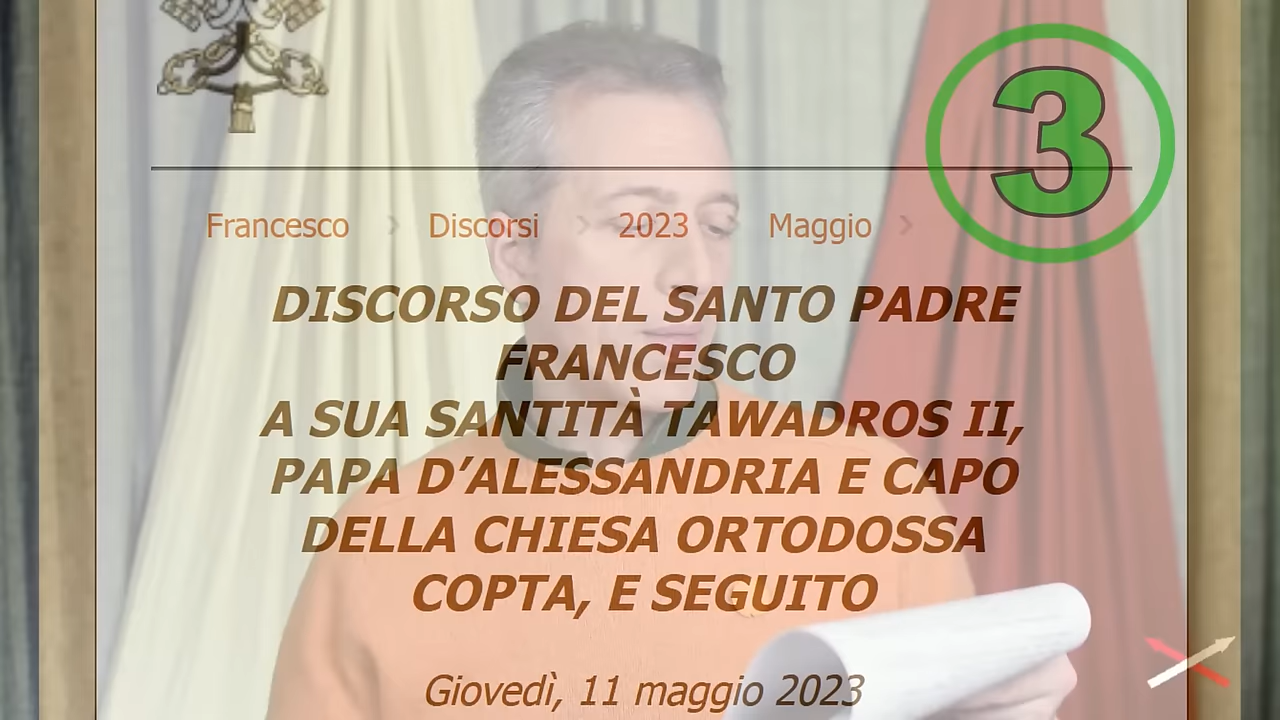 3
Francesco > Discorsi > 2023 > Maggio >
DISCORSO DEL SANTO PADRE
FRANCESCO
A SUA SANTITÀ TAWADROS II,
PAPA D’ALESSANDRIA E CAPO
DELLA CHIESA ORTODOSSA
COPTA, E SEGUITO
Giovedì, 11 maggio 2023